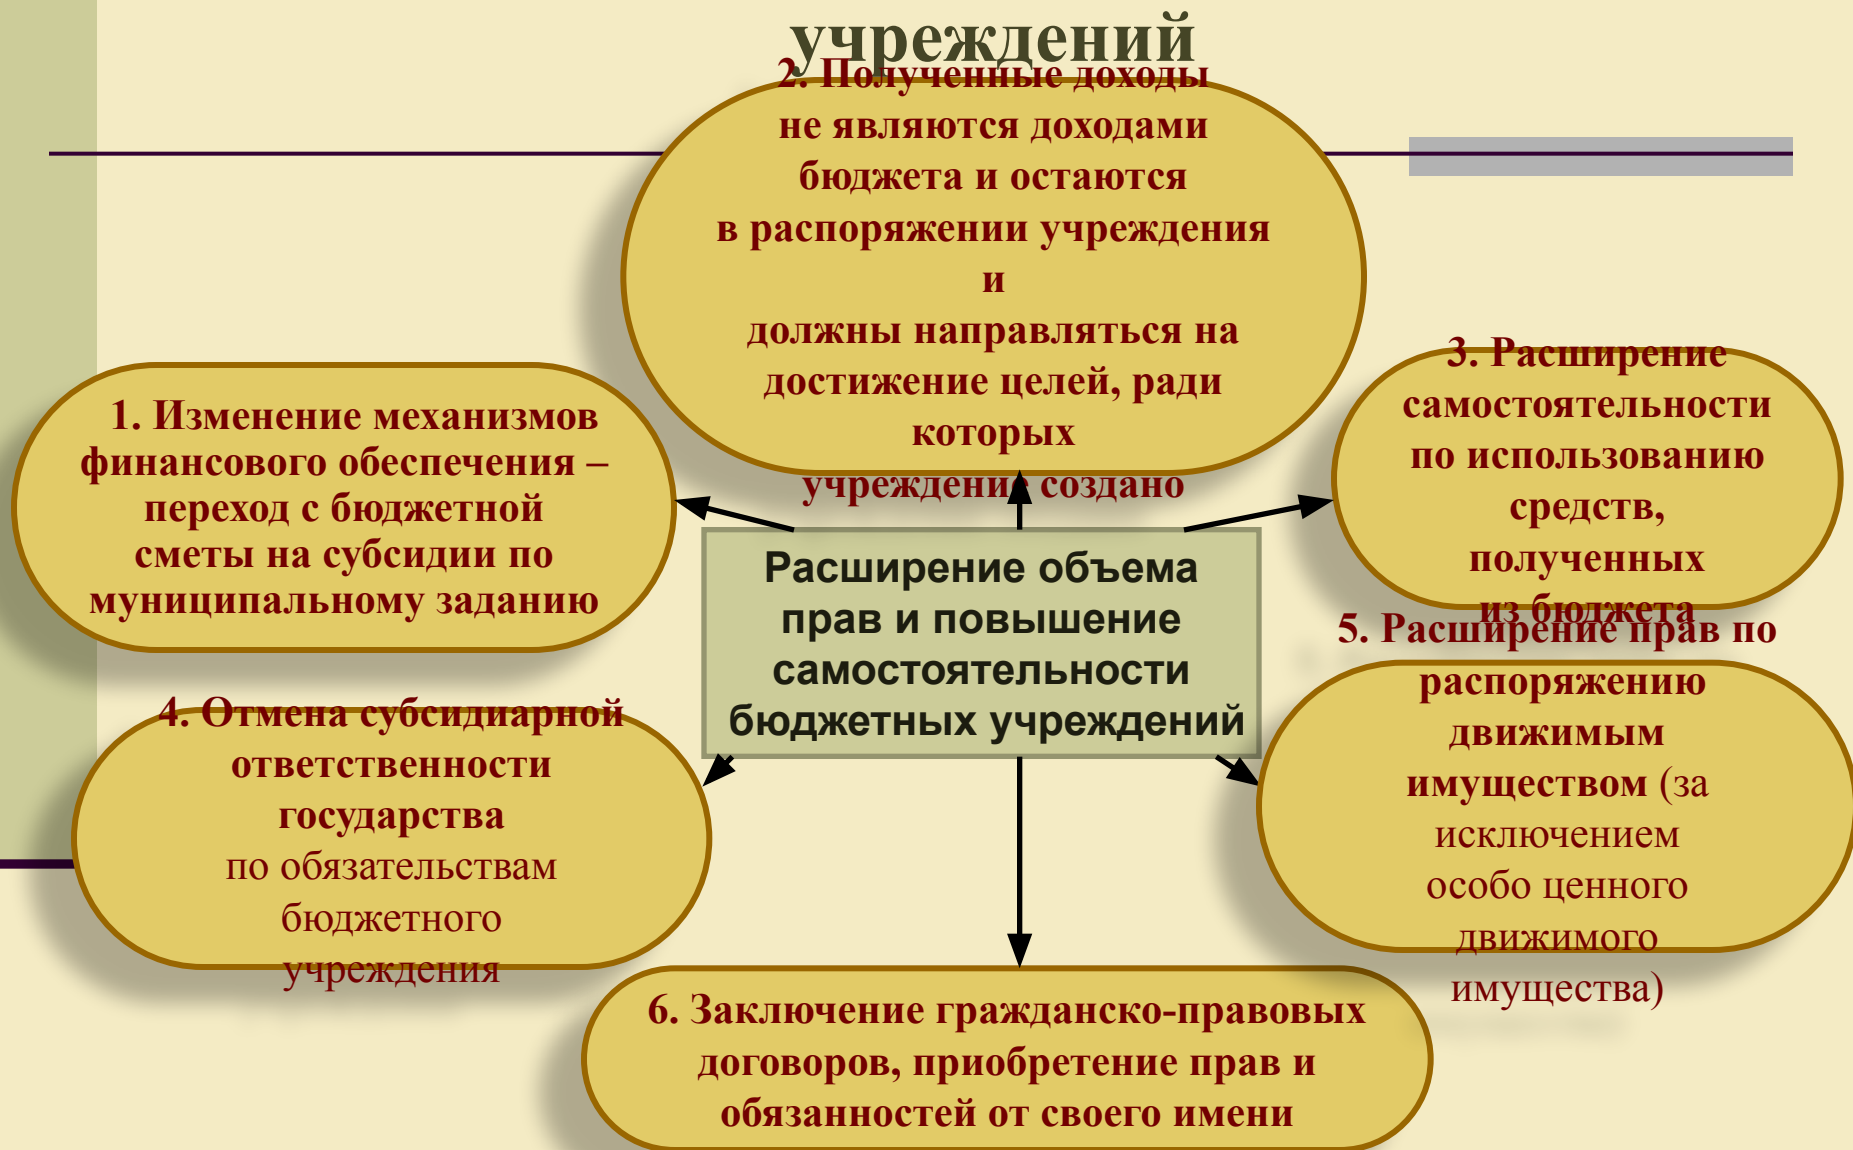 учреждений
2. Полученные доходы
не являются доходами
бюджета и остаются
в распоряжении учреждения
и
должны направляться на
достижение целей, ради
которых
учреждение создано
1. Изменение механизмов
финансового обеспечения –
переход с бюджетной
сметы на субсидии по
муниципальному заданию
3. Расширение
самостоятельности
по использованию
средств,
полученных
из бюджета
Расширение объема
прав и повышение
самостоятельности
бюджетных учреждений
4. Отмена субсидиарной
ответственности
государства
по обязательствам
бюджетного
учреждения
5. Расширение прав по
распоряжению
движимым
имуществом (за
исключением
особо ценного
движимого
имущества)
6. Заключение гражданско-правовых
договоров, приобретение прав и
обязанностей от своего имени